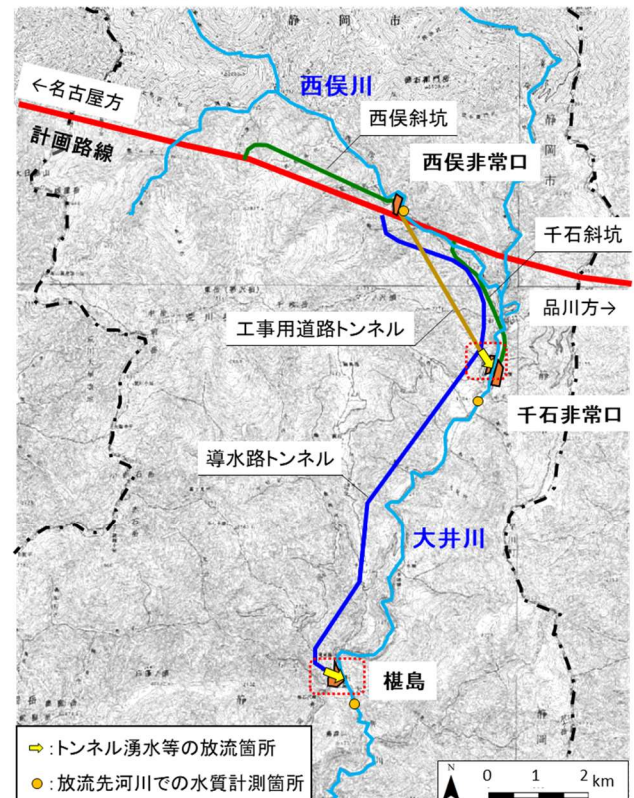 静岡市
西俣川
←名古屋方
計画路線
西俣斜坑
西俣非常口
静岡市
千石斜坑
品川方→
工事用道路トンネル
千石非常口
導水路トンネル
大井川
椹島
⇨:トンネル湧水等の放流箇所
●:放流先河川での水質計測箇所
N
0 1 2 km